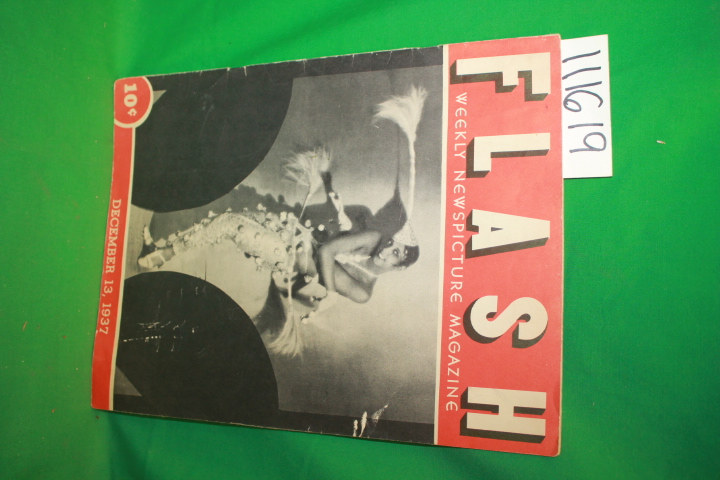 FLASH
WEEKLY NEWSPICTURE MAGAZINE
10¢
DECEMBER 13, 1937
111619